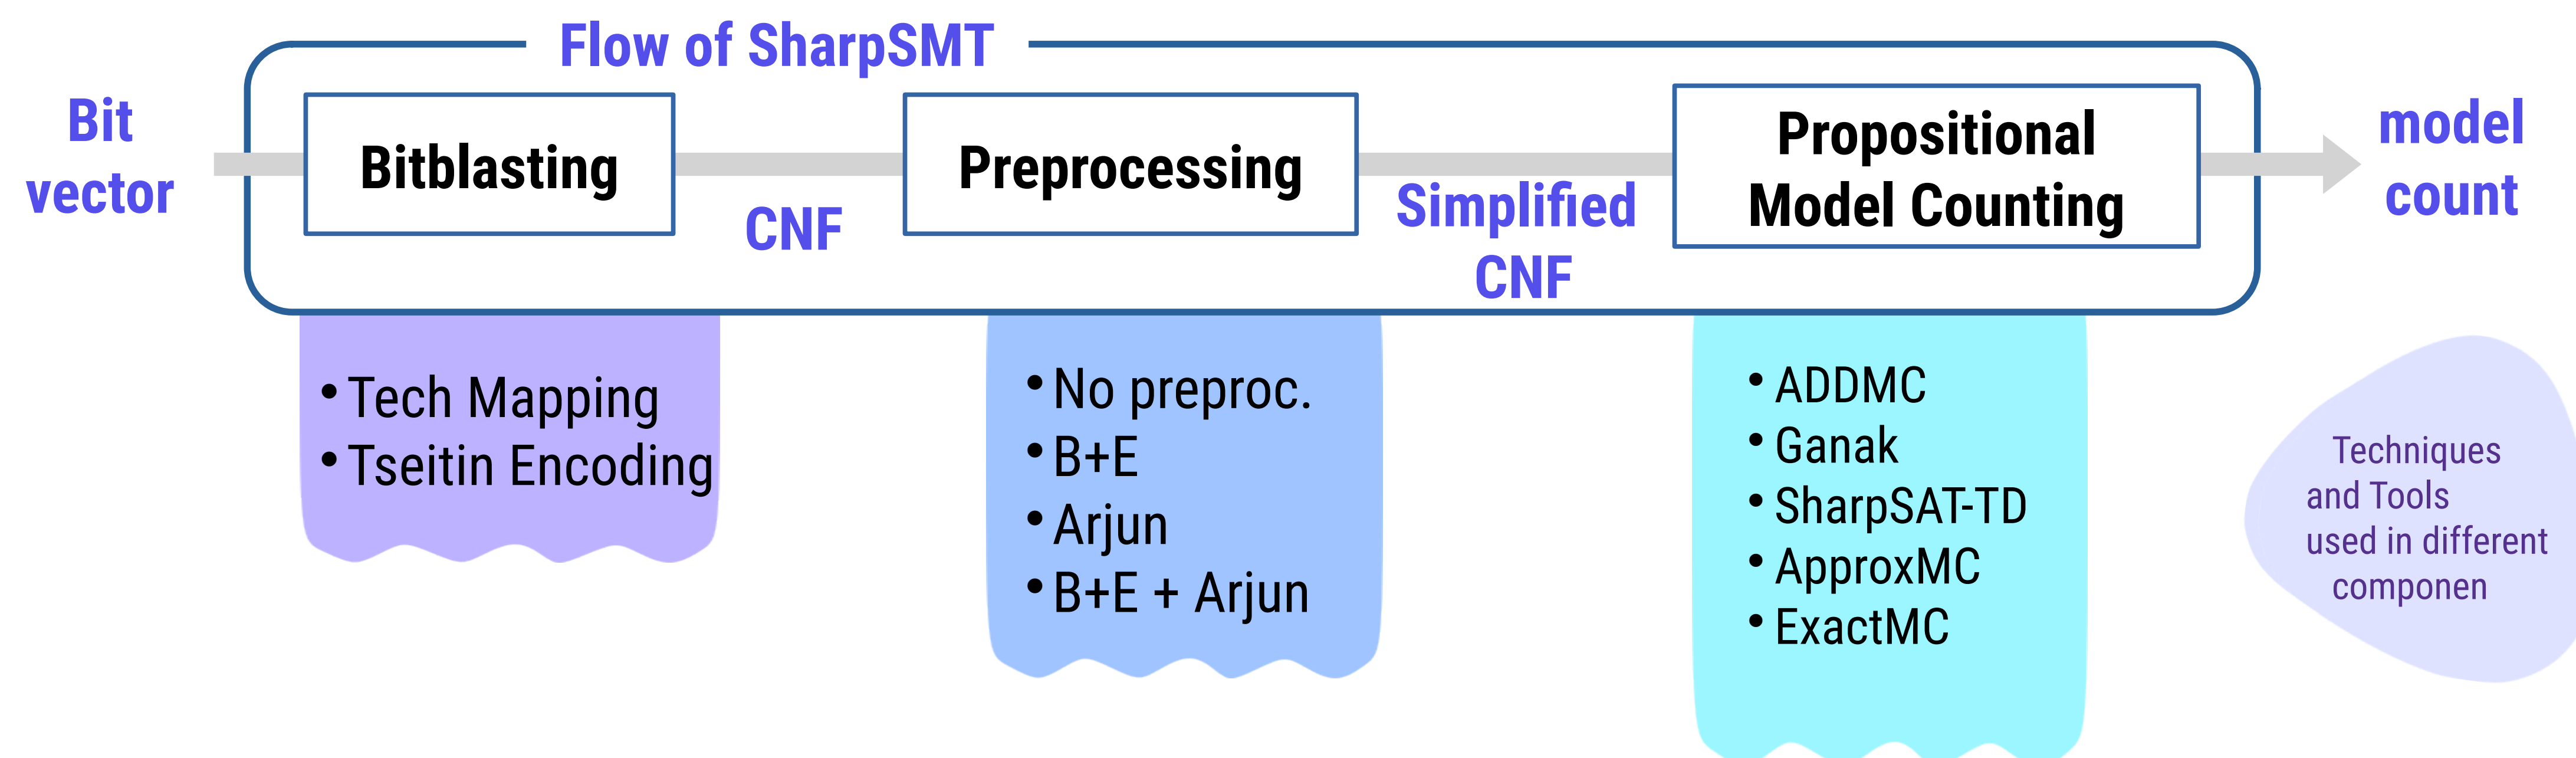 Flow of SharpSMT
Bit
vector
Bitblasting
CNF
Preprocessing
Simplified
CNF
Propositional
Model Counting
model
count
• Tech Mapping
• Tseitin Encoding
• No preproc.
• B+E
• Arjun
• B+E + Arjun
• ADDMC
• Ganak
• SharpSAT-TD
• ApproxMC
• ExactMC
Techniques
and Tools
used in different
componen